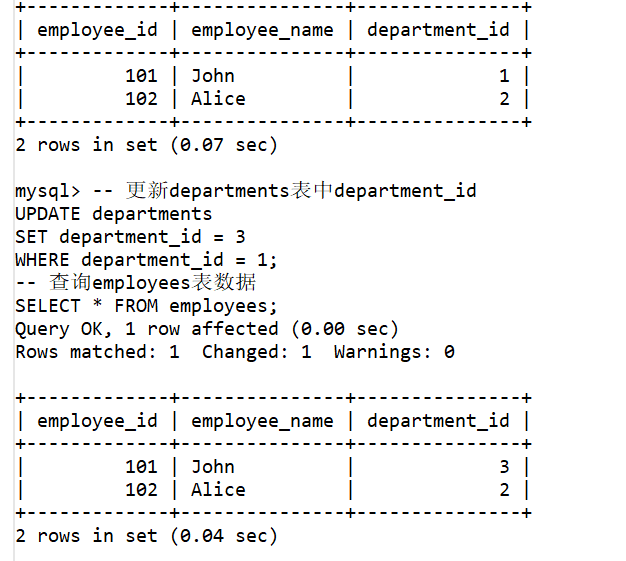 +-------------+---------------+---------------+
| employee_id | employee_name | department_id |
+-------------+---------------+---------------+
|         101 | John          |             1 |
|         102 | Alice         |             2 |
+-------------+---------------+---------------+
2 rows in set (0.07 sec)

mysql> -- 更新departments表中department_id
UPDATE departments
SET department_id = 3
WHERE department_id = 1;
-- 查询employees表数据
SELECT * FROM employees;
Query OK, 1 row affected (0.00 sec)
Rows matched: 1  Changed: 1  Warnings: 0

+-------------+---------------+---------------+
| employee_id | employee_name | department_id |
+-------------+---------------+---------------+
|         101 | John          |             3 |
|         102 | Alice         |             2 |
+-------------+---------------+---------------+
2 rows in set (0.04 sec)